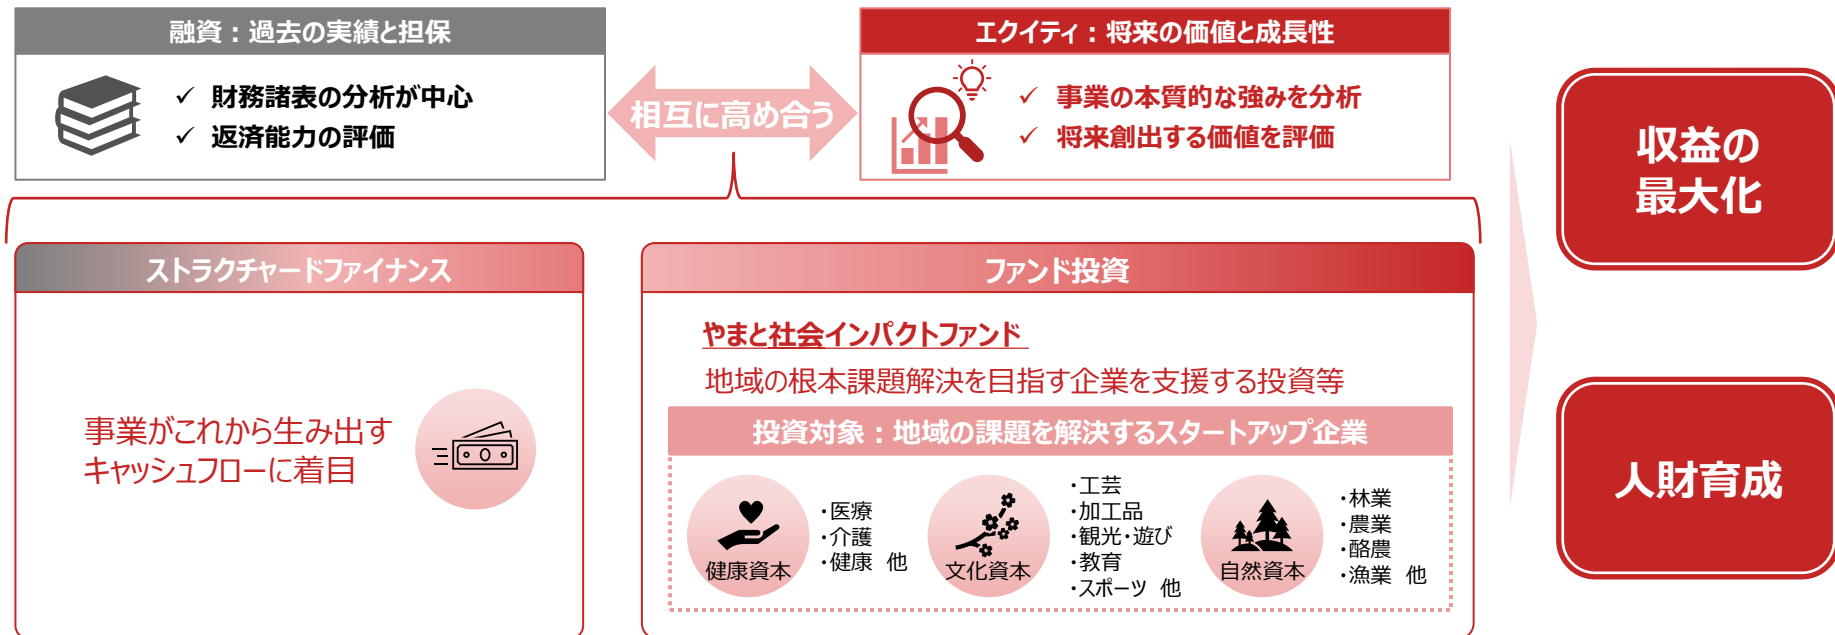 融資：過去の実績と担保
✓ 財務諸表の分析が中心
✓ 返済能力の評価
相互に高め合う
エクイティ：将来の価値と成長性
✓ 事業の本質的な強みを分析
✓ 将来創出する価値を評価
ストラクチャードファイナンス
事業がこれから生み出す
キャッシュフローに着目
ファンド投資
やまと社会インパクトファンド
地域の根本課題解決を目指す企業を支援する投資等
投資対象：地域の課題を解決するスタートアップ企業
健康資本
・医療
・介護
・健康 他
文化資本
・工芸
・加工品
・観光・遊び
・教育
・スポーツ 他
自然資本
・林業
・農業
・酪農
・漁業 他
収益の
最大化
人財育成